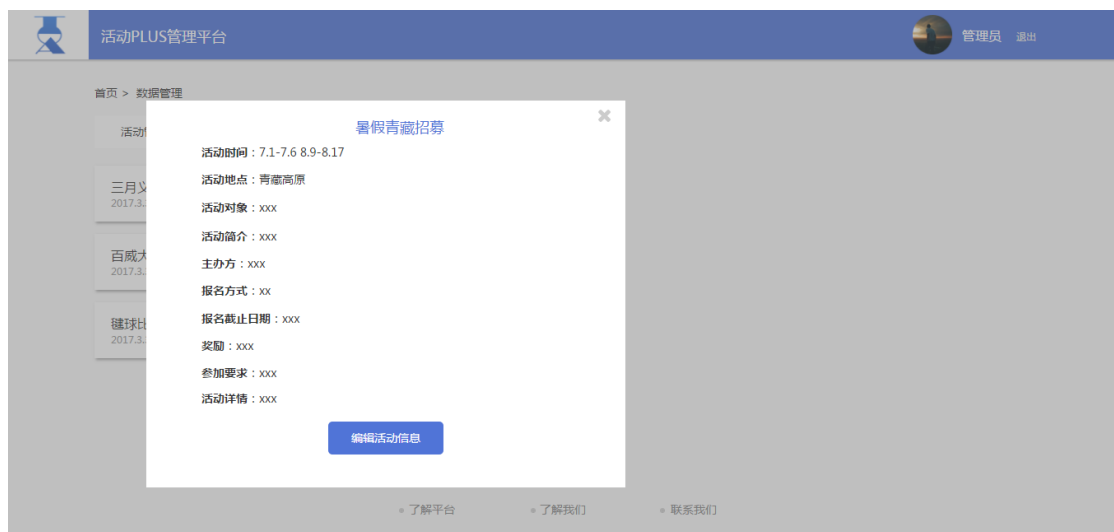 活动PLUS管理平台
管理员 退出
首页 > 数据管理
活动
暑假青藏招募
活动时间：7.1-7.6 8.9-8.17
三月义
2017.3.
活动地点：青藏高原
活动对象：xxx
活动简介：xxx
百威大
2017.3.
主办方：xxx
报名方式：xx
报名截止日期：xxx
毽球比
2017.3.
奖励：xxx
参加要求：xxx
活动详情：xxx
编辑活动信息
了解平台 了解我们 联系我们